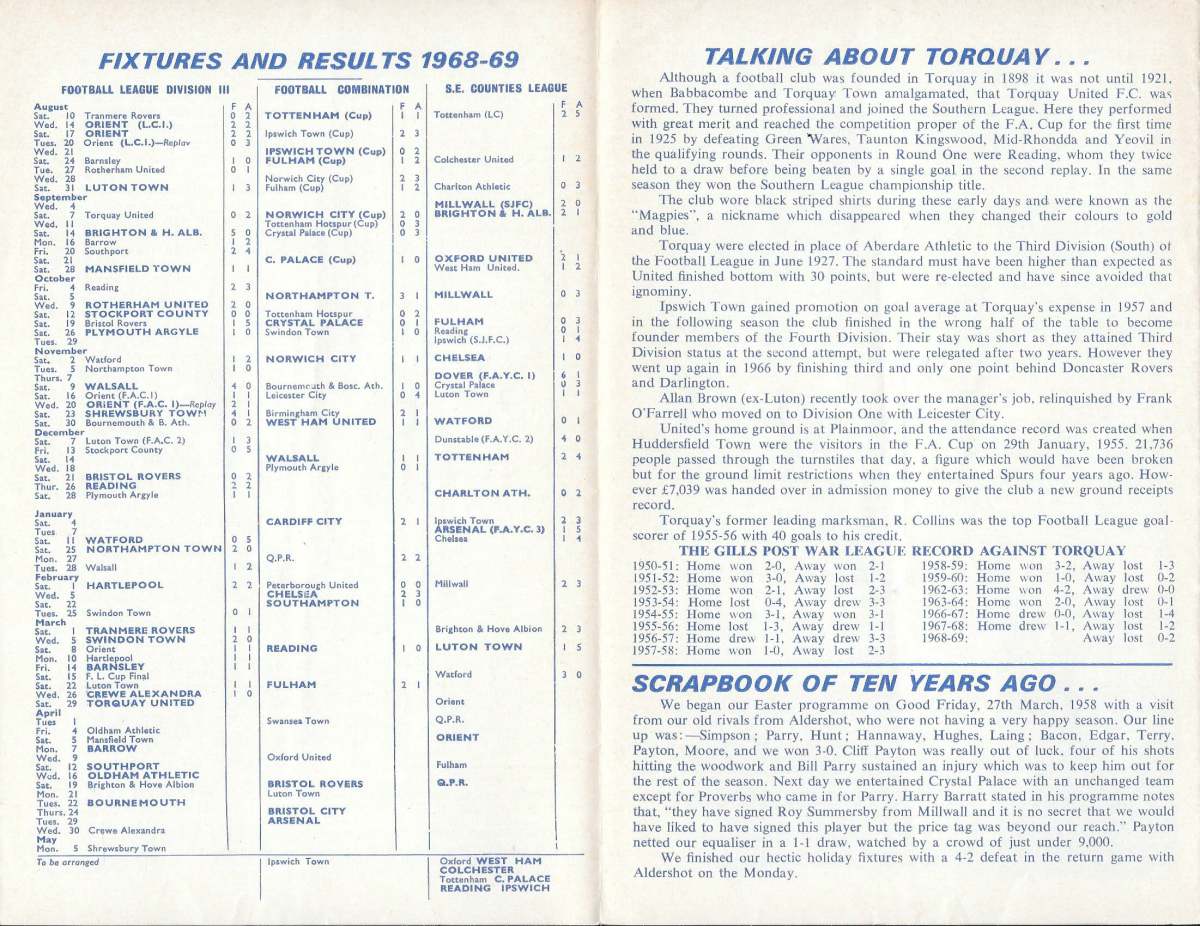 FIXTURES AND RESULTS 1968-69
FOOTBALL LEAGUE DIVISION III FOOTBALL COMBINATION S.E. COUNTIES LEAGUE
August F A F A F A
Sat. 10 Tranmere Rovers 0 2 TOTTENHAM (Cup) 1 1 Tottenham (LC) 2 5
Wed. 14 ORIENT (L.C.I.) 2 2
Sat. 17 ORIENT 2 2 Ipswich Town (Cup) 2 3
Tues. 20 Orient (L.C.I.)—Replay 0 3
Wed. 21 IPSWICH TOWN (Cup) 0 2
Sat. 24 Barnsley 1 0 FULHAM (Cup) 1 2 Colchester United 1 2
Tue. 27 Rotherham United 0 1
Wed. 28 Norwich City (Cup) 2 3
Sat. 31 LUTON TOWN 1 3 Fulham (Cup) 1 2 Charlton Athletic 0 3
September
Wed. 4 MILLWALL (SJFC) 2 0
Sat. 7 Torquay United 0 2 NORWICH CITY (Cup) 2 0 BRIGHTON & H. ALB. 2 1
Wed. 11 Tottenham Hotspur (Cup) 0 3
Sat. 14 BRIGHTON & H. ALB. 5 0 Crystal Palace (Cup) 0 3
Mon. 16 Barrow 1 2
Fri. 20 Southport 2 4
Sat. 21 C. PALACE (Cup) 1 0 OXFORD UNITED 2 1
Sat. 28 MANSFIELD TOWN 1 1 West Ham United. 1 2
October
Fri. 4 Reading 2 3
Sat. 5 NORTHAMPTON T. 3 1 MILLWALL 0 3
Wed. 9 ROTHERHAM UNITED 2 0
Sat. 12 STOCKPORT COUNTY 0 0 Tottenham Hotspur 0 2
Sat. 19 Bristol Rovers 1 5 CRYSTAL PALACE 0 1 FULHAM 0 3
Sat. 26 PLYMOUTH ARGYLE 1 0 Swindon Town 1 0 Reading 0 1
Tues. 29 Ipswich (S.J.F.C.) 1 4
November
Sat. 2 Watford 1 2 NORWICH CITY 1 1 CHELSEA 1 0
Tues. 5 Northampton Town 1 0
Thurs. 7 DOVER (F.A.Y.C. 1) 6 1
Sat. 9 WALSALL 4 0 Bournemouth & Bosc. Ath. 1 0 Crystal Palace 0 3
Sat. 16 Orient (F.A.C.1) 1 1 Leicester City 0 4 Luton Town 1 1
Wed. 20 ORIENT (F.A.C. 1)—Replay 2 1
Sat. 23 SHREWSBURY TOWN 4 1 Birmingham City 2 1
Sat. 30 Bournemouth & B. Ath. 0 2 WEST HAM UNITED 1 1 WATFORD 0 1
December
Sat. 7 Luton Town (F.A.C. 2) 1 3 Dunstable (F.A.Y.C. 2) 4 0
Fri. 13 Stockport County 0 5
Sat. 14 WALSALL 1 1 TOTTENHAM 2 4
Wed. 18 Plymouth Argyle 0 1
Sat. 21 BRISTOL ROVERS 0 2
Thur. 26 READING 2 2
Sat. 28 Plymouth Argyle 1 1 CHARLTON ATH. 0 2
January
Sat. 4 CARDIFF CITY 2 1 Ipswich Town 2 3
Tues. 7 ARSENAL (F.A.Y.C. 3) 1 5
Sat. 11 WATFORD 0 5 Chelsea 1 4
Sat. 25 NORTHAMPTON TOWN 2 0
Mon. 27 Q.P.R. 2 2
Tues. 28 Walsall 1 2
February
Sat. 1 HARTLEPOOL 2 2 Peterborough United 0 0 Millwall 2 3
Wed. 5 CHELSEA 2 3
Sat. 22 SOUTHAMPTON 1 0
Tues. 25 Swindon Town 0 1
March
Sat. 1 TRANMERE ROVERS 1 1 Brighton & Hove Albion 2 3
Wed. 5 SWINDON TOWN 2 0
Sat. 8 Orient 1 1 READING 1 0 LUTON TOWN 1 5
Mon. 10 Hartlepool 1 1
Fri. 14 BARNSLEY 1 1
Sat. 15 F. L. Cup Final Watford 3 0
Sat. 22 Luton Town 1 1 FULHAM 2 1
Wed. 26 CREWE ALEXANDRA 1 0
Sat. 29 TORQUAY UNITED Orient
April
Tues 1 Swansea Town Q.P.R.
Fri. 4 Oldham Athletic
Sat. 5 Mansfield Town ORIENT
Mon. 7 BARROW
Wed. 9 Oxford United
Sat. 12 SOUTHPORT Fulham
Wed. 16 OLDHAM ATHLETIC
Sat. 19 Brighton & Hove Albion BRISTOL ROVERS Q.P.R.
Mon. 21 Luton Town
Tues. 22 BOURNEMOUTH
Thurs. 24 BRISTOL CITY
Tues. 29 ARSENAL
Wed. 30 Crewe Alexandra
May
Mon. 5 Shrewsbury Town
To be arranged Ipswich Town Oxford WEST HAM
COLCHESTER
Tottenham C. PALACE
READING IPSWICH
TALKING ABOUT TORQUAY...
Although a football club was founded in Torquay in 1898 it was not until 1921,
when Babbacombe and Torquay Town amalgamated, that Torquay United F.C. was
formed. They turned professional and joined the Southern League. Here they performed
with great merit and reached the competition proper of the F.A. Cup for the first time
in 1925 by defeating Green Wares, Taunton Kingswood, Mid-Rhondda and Yeovil in
the qualifying rounds. Their opponents in Round One were Reading, whom they twice
held to a draw before being beaten by a single goal in the second replay. In the same
season they won the Southern League championship title.
The club wore black striped shirts during these early days and were known as the
"Magpies", a nickname which disappeared when they changed their colours to gold
and blue.
Torquay were elected in place of Aberdare Athletic to the Third Division (South) of
the Football League in June 1927. The standard must have been higher than expected as
United finished bottom with 30 points, but were re-elected and have since avoided that
ignominy.
Ipswich Town gained promotion on goal average at Torquay's expense in 1957 and
in the following season the club finished in the wrong half of the table to become
founder members of the Fourth Division. Their stay was short as they attained Third
Division status at the second attempt, but were relegated after two years. However they
went up again in 1966 by finishing third and only one point behind Doncaster Rovers
and Darlington.
Allan Brown (ex-Luton) recently took over the manager's job, relinquished by Frank
O'Farrell who moved on to Division One with Leicester City.
United's home ground is at Plainmoor, and the attendance record was created when
Huddersfield Town were the visitors in the F.A. Cup on 29th January, 1955. 21,736
people passed through the turnstiles that day, a figure which would have been broken
but for the ground limit restrictions when they entertained Spurs four years ago. How-
ever £7,039 was handed over in admission money to give the club a new ground receipts
record.
Torquay's former leading marksman, R. Collins was the top Football League goal-
scorer of 1955-56 with 40 goals to his credit.
THE GILLS POST WAR LEAGUE RECORD AGAINST TORQUAY
1950-51: Home won 2-0, Away won 2-1 1958-59: Home won 3-2, Away lost 1-3
1951-52: Home won 3-0, Away lost 1-2 1959-60: Home won 1-0, Away lost 0-2
1952-53: Home won 2-1, Away lost 2-3 1962-63: Home won 4-2, Away drew 0-0
1953-54: Home lost 0-4, Away drew 3-3 1963-64: Home won 2-0, Away lost 0-1
1954-55: Home won 3-1, Away won 3-1 1966-67: Home drew 0-0, Away lost 1-4
1955-56: Home lost 1-3, Away drew 1-1 1967-68: Home drew 1-1, Away lost 1-2
1956-57: Home drew 1-1, Away drew 3-3 1968-69: Away lost 0-2
1957-58: Home won 1-0, Away lost 2-3
SCRAPBOOK OF TEN YEARS AGO...
We began our Easter programme on Good Friday, 27th March, 1958 with a visit
from our old rivals from Aldershot, who were not having a very happy season. Our line
up was:—Simpson; Parry, Hunt; Hannaway, Hughes, Laing; Bacon, Edgar, Terry,
Payton, Moore, and we won 3-0. Cliff Payton was really out of luck, four of his shots
hitting the woodwork and Bill Parry sustained an injury which was to keep him out for
the rest of the season. Next day we entertained Crystal Palace with an unchanged team
except for Proverbs who came in for Parry. Harry Barratt stated in his programme notes
that, "they have signed Roy Summersby from Millwall and it is no secret that we would
have liked to have signed this player but the price tag was beyond our reach." Payton
netted our equaliser in a 1-1 draw, watched by a crowd of just under 9,000.
We finished our hectic holiday fixtures with a 4-2 defeat in the return game with
Aldershot on the Monday.